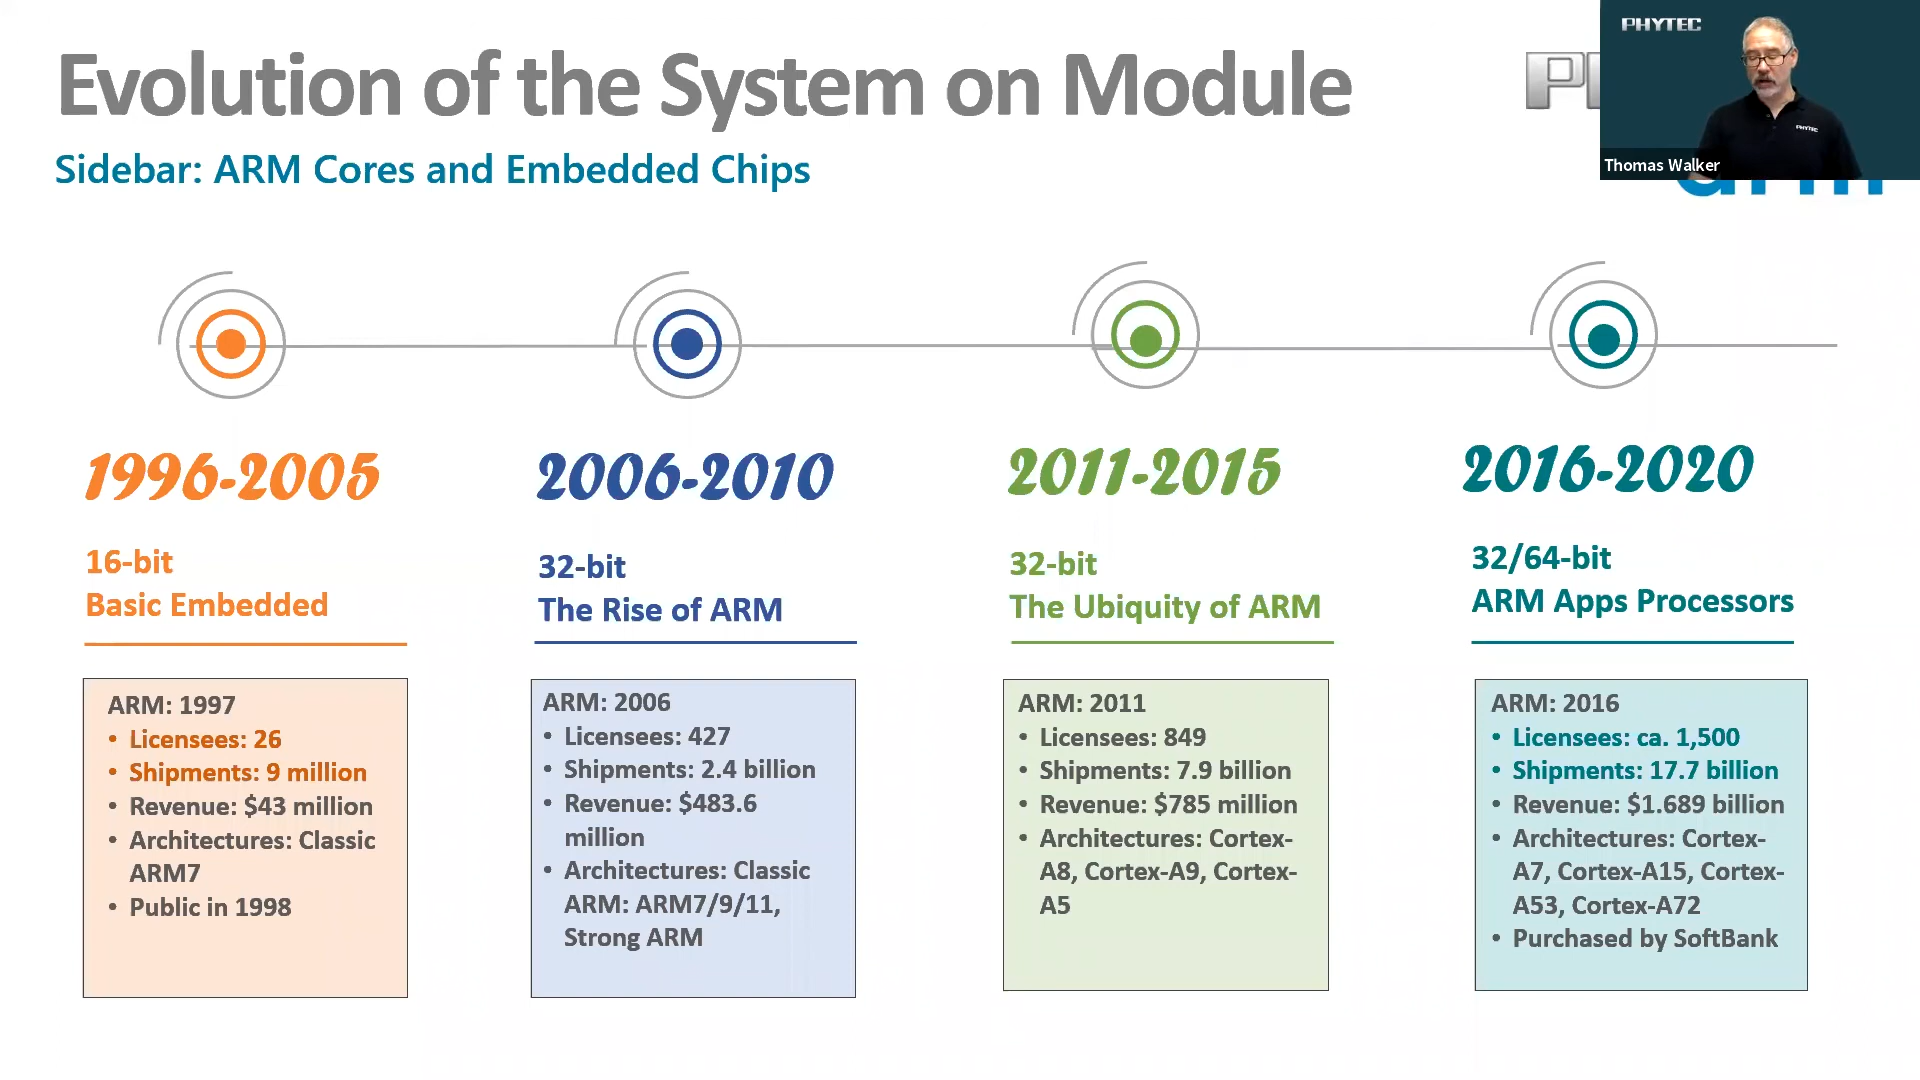 Evolution of the System on Module
Sidebar: ARM Cores and Embedded Chips
PHYTEC
PHYTEC
Thomas Walker
1996-2005
16-bit
Basic Embedded
ARM: 1997
• Licensees: 26
• Shipments: 9 million
• Revenue: $43 million
• Architectures: Classic
ARM7
• Public in 1998
2006-2010
32-bit
The Rise of ARM
ARM: 2006
• Licensees: 427
• Shipments: 2.4 billion
• Revenue: $483.6
million
• Architectures: Classic
ARM: ARM7/9/11,
Strong ARM
2011-2015
32-bit
The Ubiquity of ARM
ARM: 2011
• Licensees: 849
• Shipments: 7.9 billion
• Revenue: $785 million
• Architectures: Cortex-
A8, Cortex-A9, Cortex-
A5
2016-2020
32/64-bit
ARM Apps Processors
ARM: 2016
• Licensees: ca. 1,500
• Shipments: 17.7 billion
• Revenue: $1.689 billion
• Architectures: Cortex-
A7, Cortex-A15, Cortex-
A53, Cortex-A72
• Purchased by SoftBank